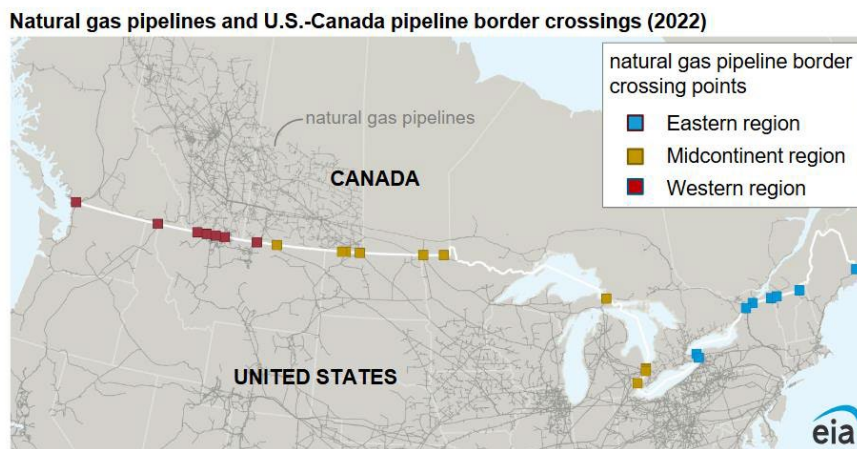 Natural gas pipelines and U.S.-Canada pipeline border crossings (2022)
natural gas pipeline border
crossing points
Eastern region
Midcontinent region
Western region
natural gas pipelines
CANADA
UNITED STATES
eia